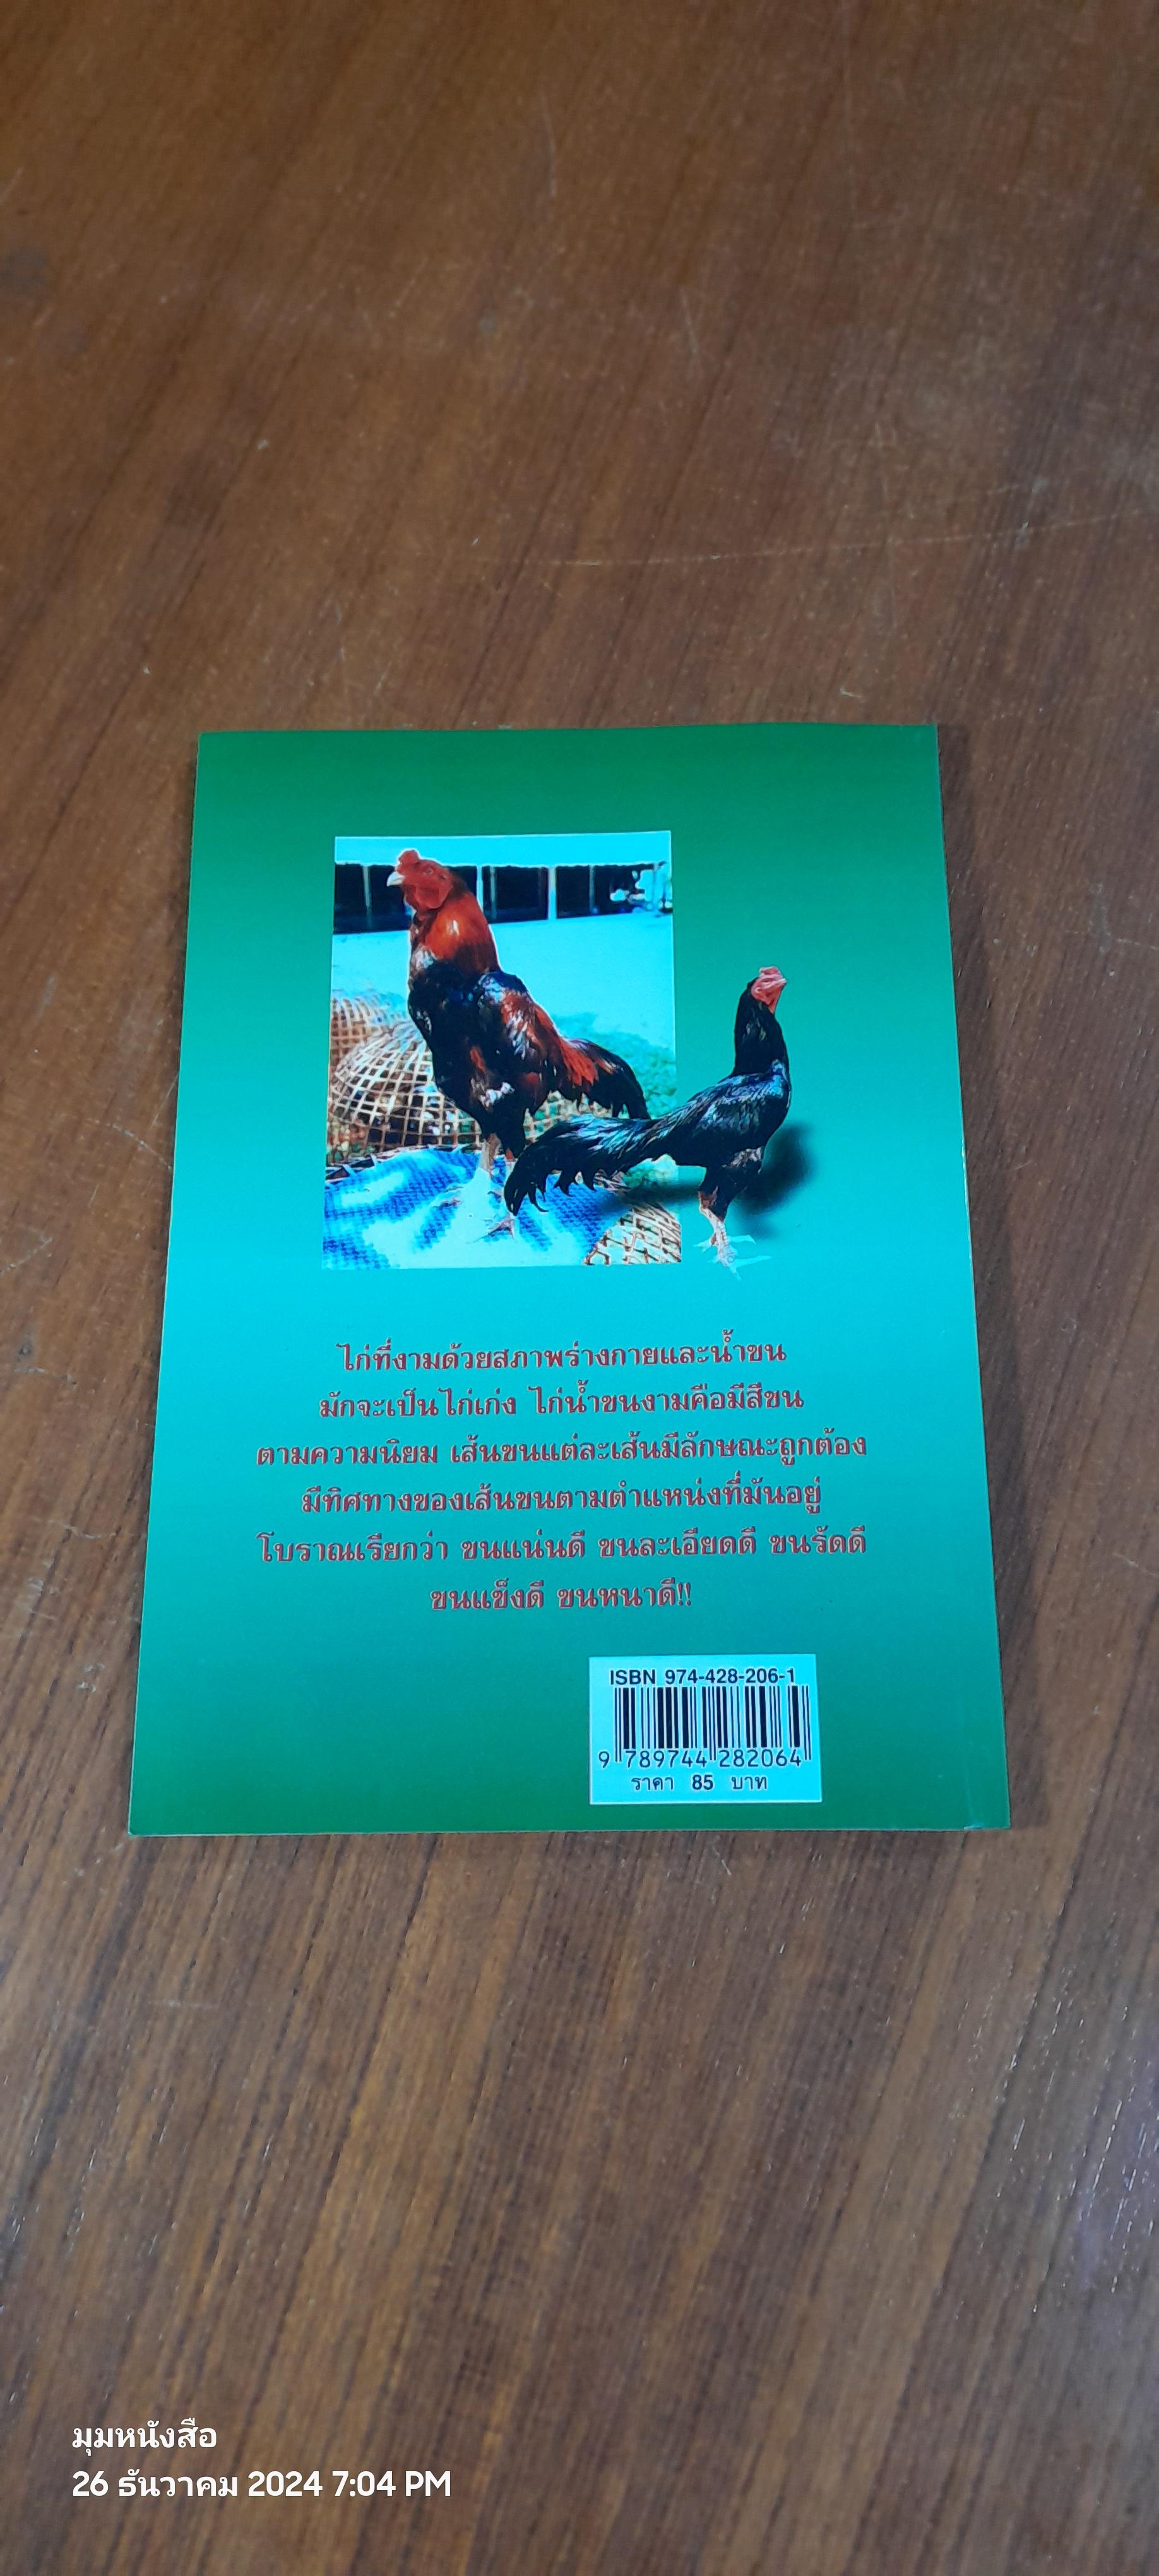 ไก่ที่งามด้วยสภาพร่างกายและน้ำขน
มักจะเป็นไก่เก่ง ไก่น้ำขนงามคือมีสีขน
ตามความนิยม เส้นขนแต่ละเส้นมีลักษณะถูกต้อง
มีทิศทางของเส้นขนตามตำแหน่งที่มันอยู่
โบราณเรียกว่า ขนแน่นดี ขนละเอียดดี ขนรัดดี
ขนแข็งดี ขนหนาดี!!
ISBN 974-428-206-1
9 789744 282064
ราคา 85 บาท
มุมหนังสือ
26 ธันวาคม 2024 7:04 PM